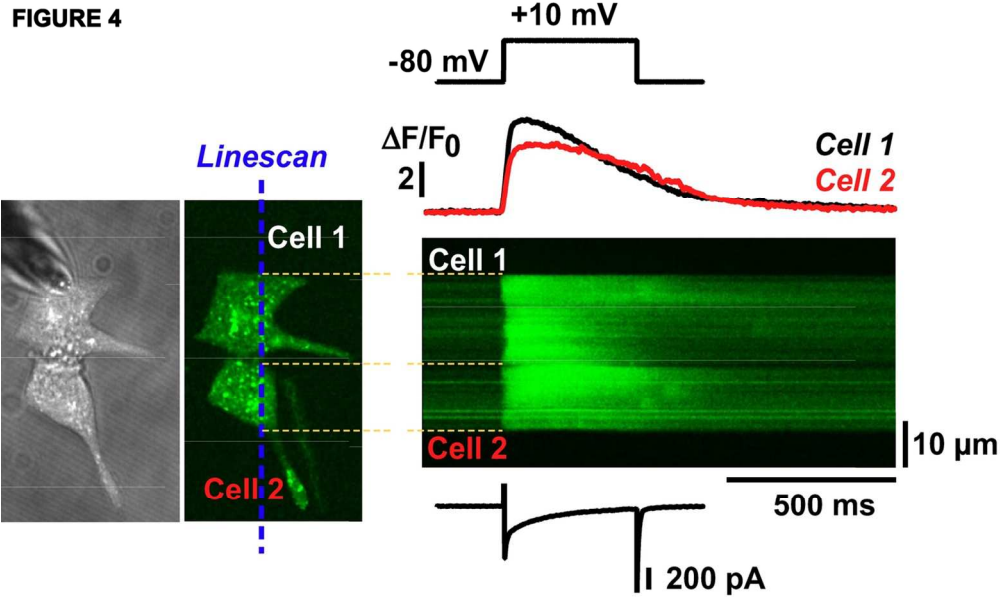 FIGURE 4
+10 mV
-80 mV
ΔF/F0
2
Cell 1
Cell 2
Linescan
Cell 1
Cell 2
Cell 1
Cell 2
10 µm
500 ms
200 pA